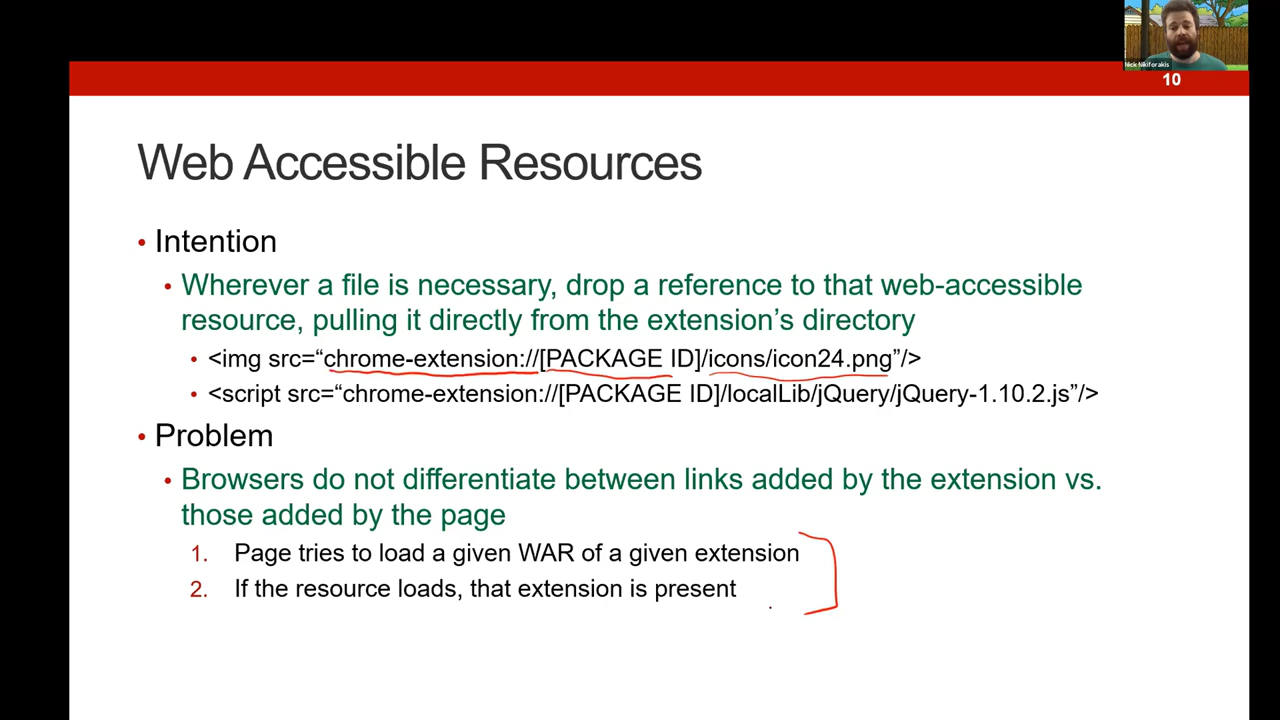 Nick Nikiforakis
10
Web Accessible Resources
• Intention
• Wherever a file is necessary, drop a reference to that web-accessible
resource, pulling it directly from the extension’s directory
• <img src=“chrome-extension://[PACKAGE ID]/icons/icon24.png”/>
• <script src=“chrome-extension://[PACKAGE ID]/localLib/jQuery/jQuery-1.10.2.js”/>
• Problem
• Browsers do not differentiate between links added by the extension vs.
those added by the page
1. Page tries to load a given WAR of a given extension
2. If the resource loads, that extension is present